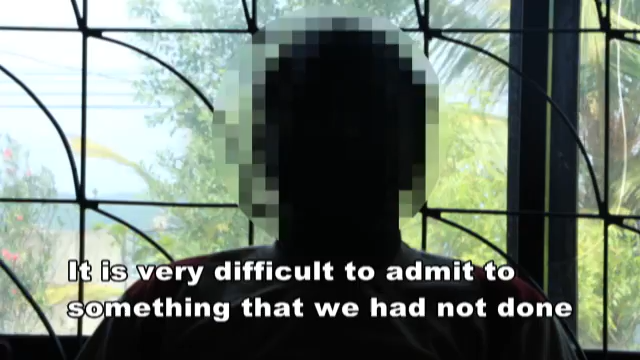 It is very difficult to admit to
something that we had not done